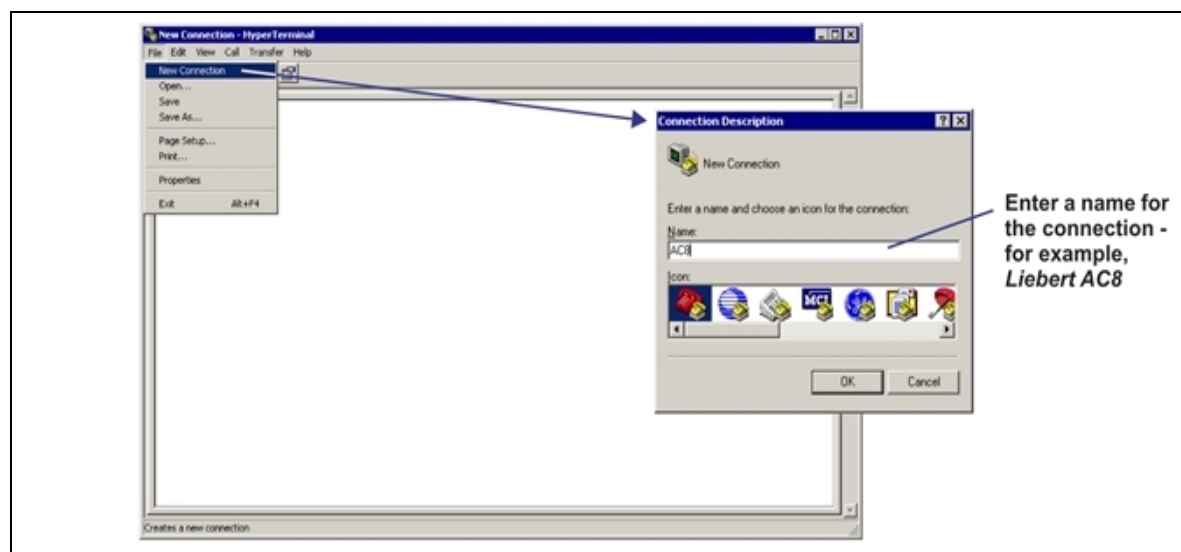 New Connection - HyperTerminal
File Edit View Call Transfer Help
New Connection
Open...
Save
Save As...
Page Setup...
Print...
Properties
Exit Alt+F4
Creates a new connection
Connection Description
New Connection
Enter a name and choose an icon for the connection:
Name:
AC8
Icon:
MCI
OK Cancel
Enter a name for
the connection -
for example,
Liebert AC8